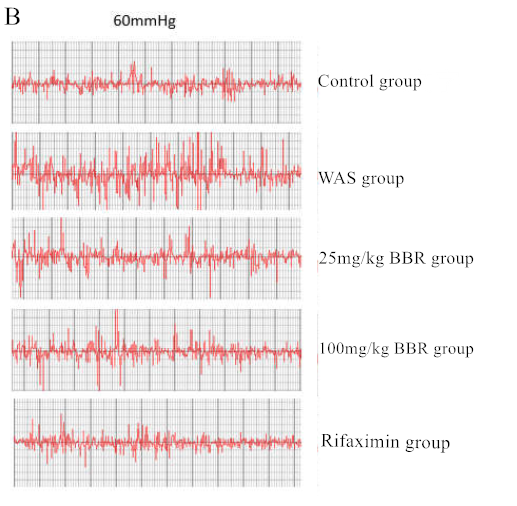 B
60mmHg
Control group
WAS group
25mg/kg BBR group
100mg/kg BBR group
Rifaximin group